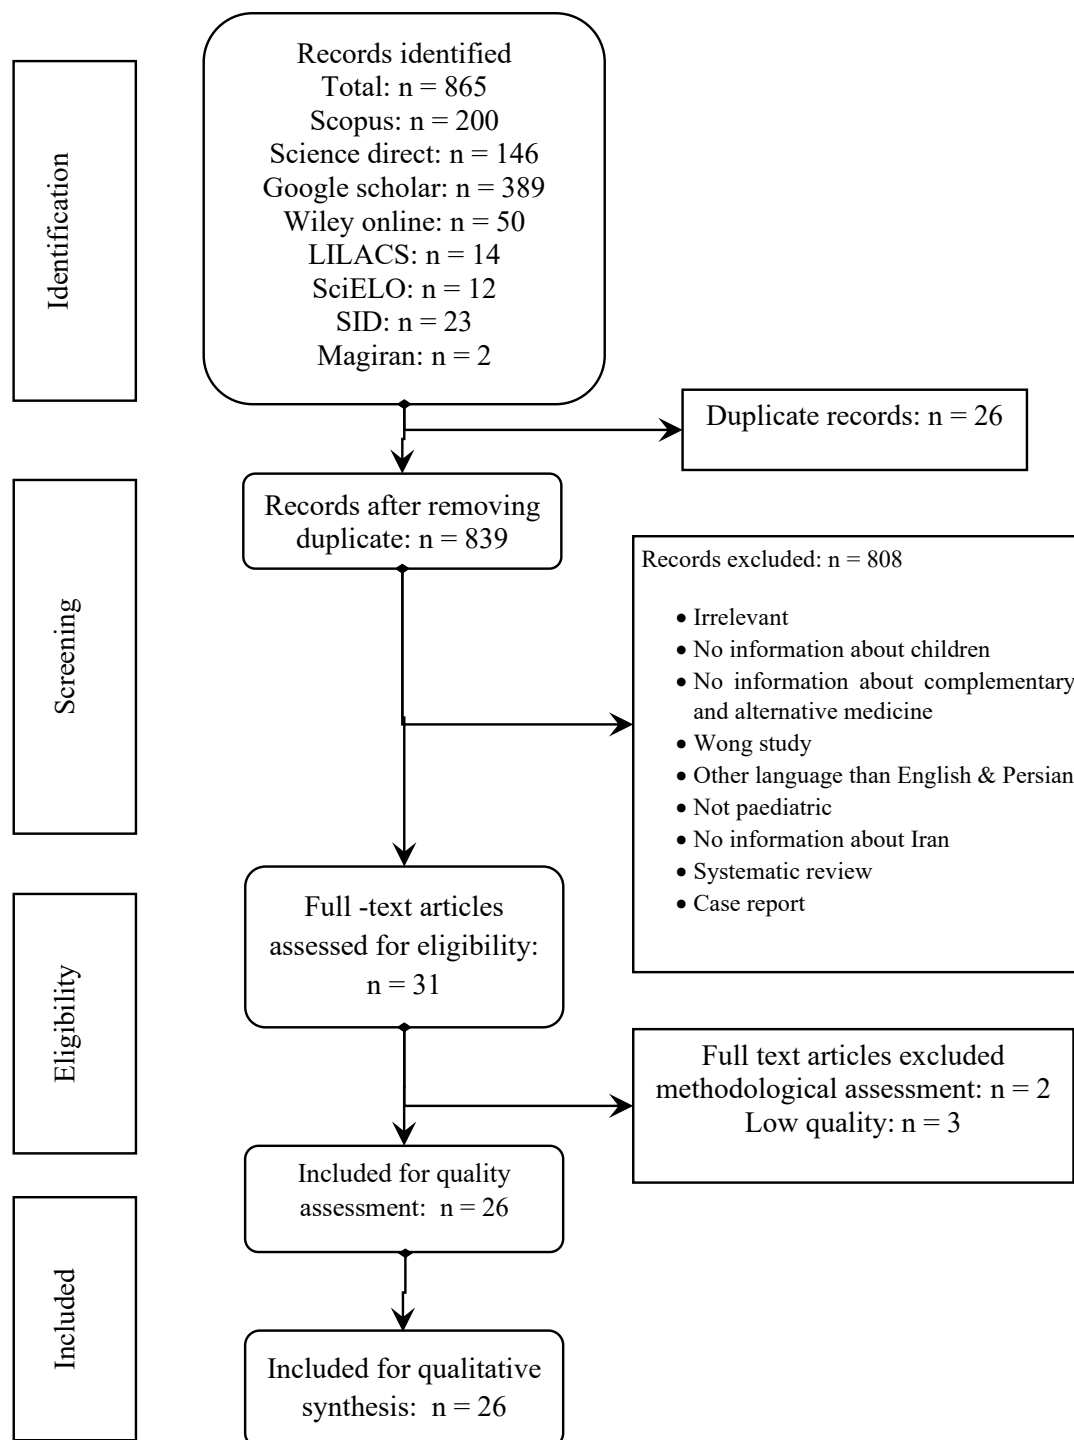 Identification
Records identified
Total: n = 865
Scopus: n = 200
Science direct: n = 146
Google scholar: n = 389
Wiley online: n = 50
LILACS: n = 14
SciELO: n = 12
SID: n = 23
Magiran: n = 2
Duplicate records: n = 26
Screening
Records after removing
duplicate: n = 839
Records excluded: n = 808
• Irrelevant
• No information about children
• No information about complementary
and alternative medicine
• Wong study
• Other language than English & Persian
• Not paediatric
• No information about Iran
• Systematic review
• Case report
Eligibility
Full -text articles
assessed for eligibility:
n = 31
Full text articles excluded
methodological assessment: n = 2
Low quality: n = 3
Included for quality
assessment: n = 26
Included
Included for qualitative
synthesis: n = 26